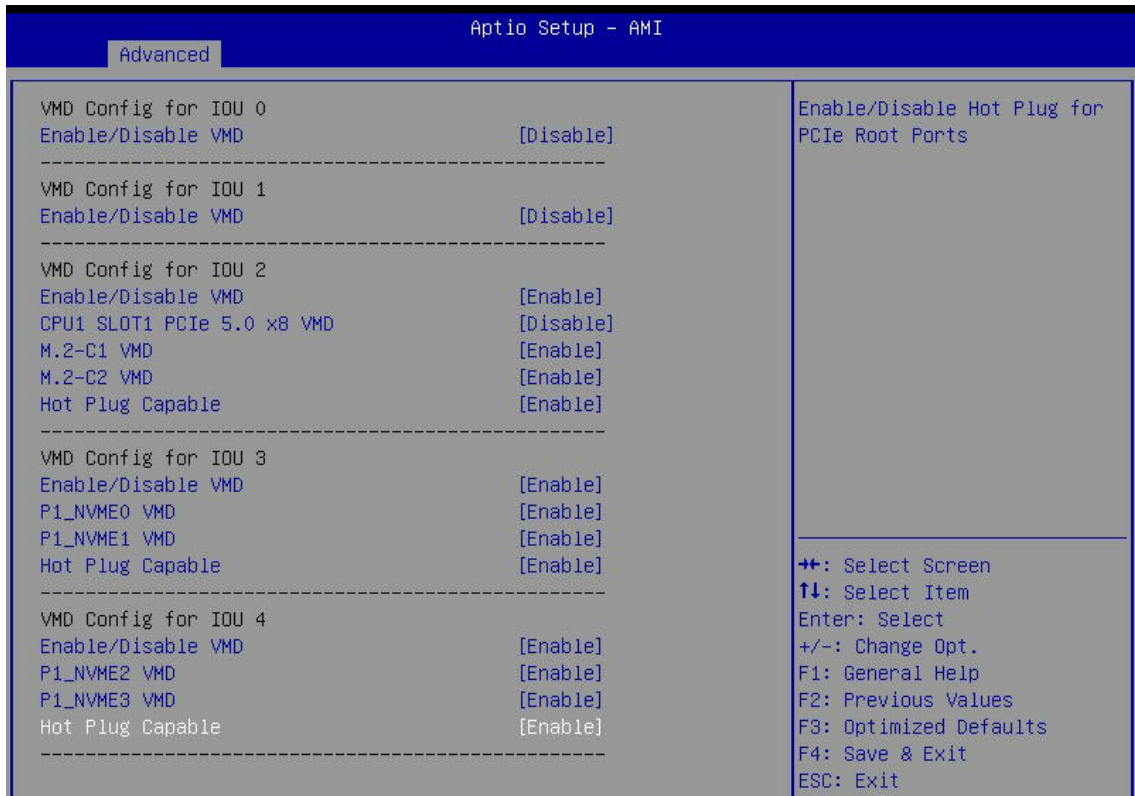 Aptio Setup – AMI
Advanced
VMD Config for IOU 0
Enable/Disable VMD [Disable]
--------------------------------------------------
VMD Config for IOU 1
Enable/Disable VMD [Disable]
--------------------------------------------------
VMD Config for IOU 2
Enable/Disable VMD [Enable]
CPU1 SLOT1 PCIe 5.0 x8 VMD [Disable]
M.2-C1 VMD [Enable]
M.2-C2 VMD [Enable]
Hot Plug Capable [Enable]
--------------------------------------------------
VMD Config for IOU 3
Enable/Disable VMD [Enable]
P1_NVME0 VMD [Enable]
P1_NVME1 VMD [Enable]
Hot Plug Capable [Enable]
--------------------------------------------------
VMD Config for IOU 4
Enable/Disable VMD [Enable]
P1_NVME2 VMD [Enable]
P1_NVME3 VMD [Enable]
Hot Plug Capable [Enable]
--------------------------------------------------
Enable/Disable Hot Plug for
PCIe Root Ports
→←: Select Screen
↑↓: Select Item
Enter: Select
+/-: Change Opt.
F1: General Help
F2: Previous Values
F3: Optimized Defaults
F4: Save & Exit
ESC: Exit